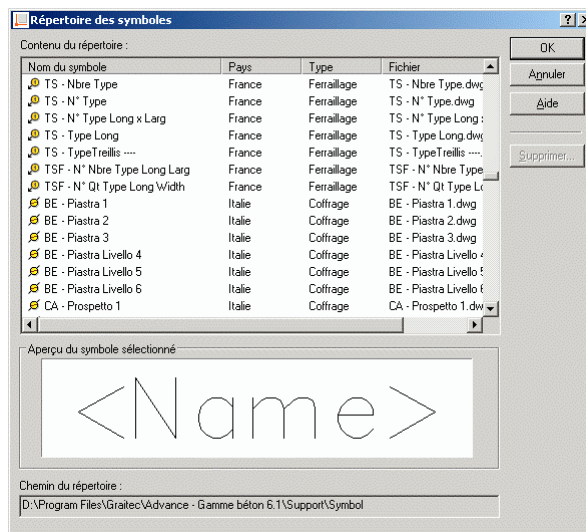 Répertoire des symboles
Contenu du répertoire :
Nom du symbole Pays Type Fichier
TS - Nbre Type France Ferraillage TS - Nbre Type.dwg
TS - N° Type France Ferraillage TS - N° Type.dwg
TS - N° Type Long x Larg France Ferraillage TS - N° Type Long
TS - Type Long France Ferraillage TS - Type Long.dwg
TS - TypeTreillis ---- France Ferraillage TS - TypeTreillis ----.
TSF - N° Nbre Type Long Larg France Ferraillage TSF - N° Nbre Type
TSF - N° Qt Type Long Width France Ferraillage TSF - N° Qt Type
BE - Piastra 1 Italie Coffrage BE - Piastra 1.dwg
BE - Piastra 2 Italie Coffrage BE - Piastra 2.dwg
BE - Piastra 3 Italie Coffrage BE - Piastra 3.dwg
BE - Piastra Livello 4 Italie Coffrage BE - Piastra Livello
BE - Piastra Livello 5 Italie Coffrage BE - Piastra Livello
BE - Piastra Livello 6 Italie Coffrage BE - Piastra Livello
CA - Prospetto 1 Italie Coffrage CA - Prospetto 1.dw
OK
Annuler
Aide
Supprimer...
Aperçu du symbole sélectionné
<Name>
Chemin du répertoire :
D:\Program Files\Graitec\Advance - Gamme béton 6.1\Support\Symbol